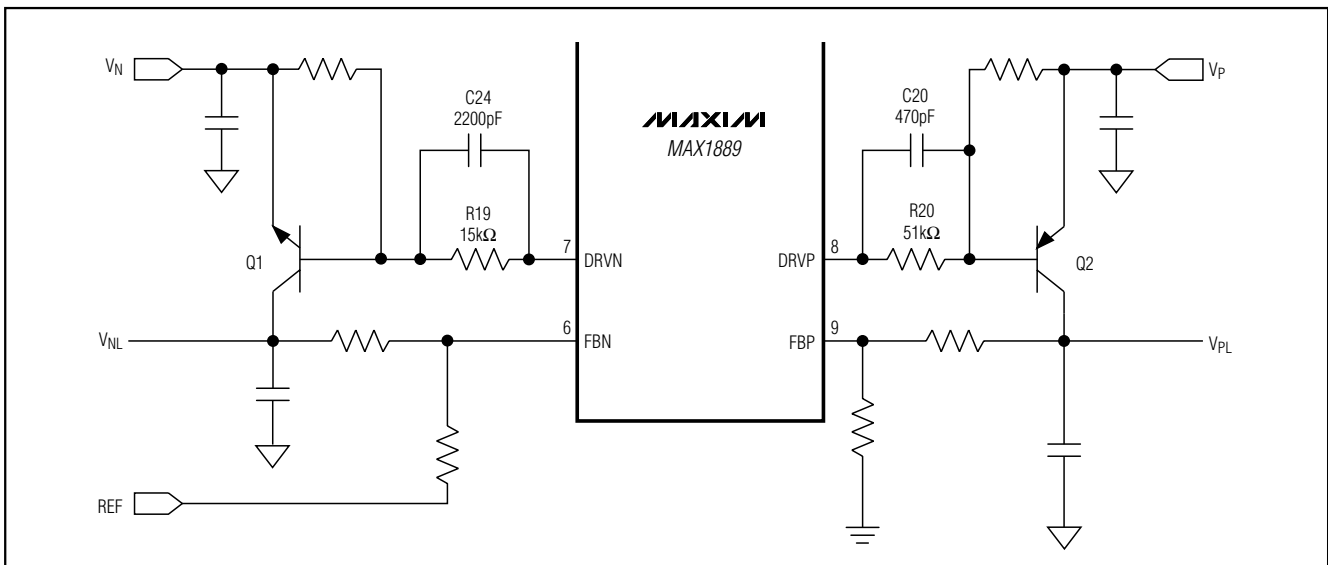 V_N
C24
2200pF
R19
15kΩ
Q1
7
DRVN
6
FBN
V_NL
REF
MAXIM
MAX1889
C20
470pF
R20
51kΩ
8
DRVP
9
FBP
Q2
V_P
V_PL